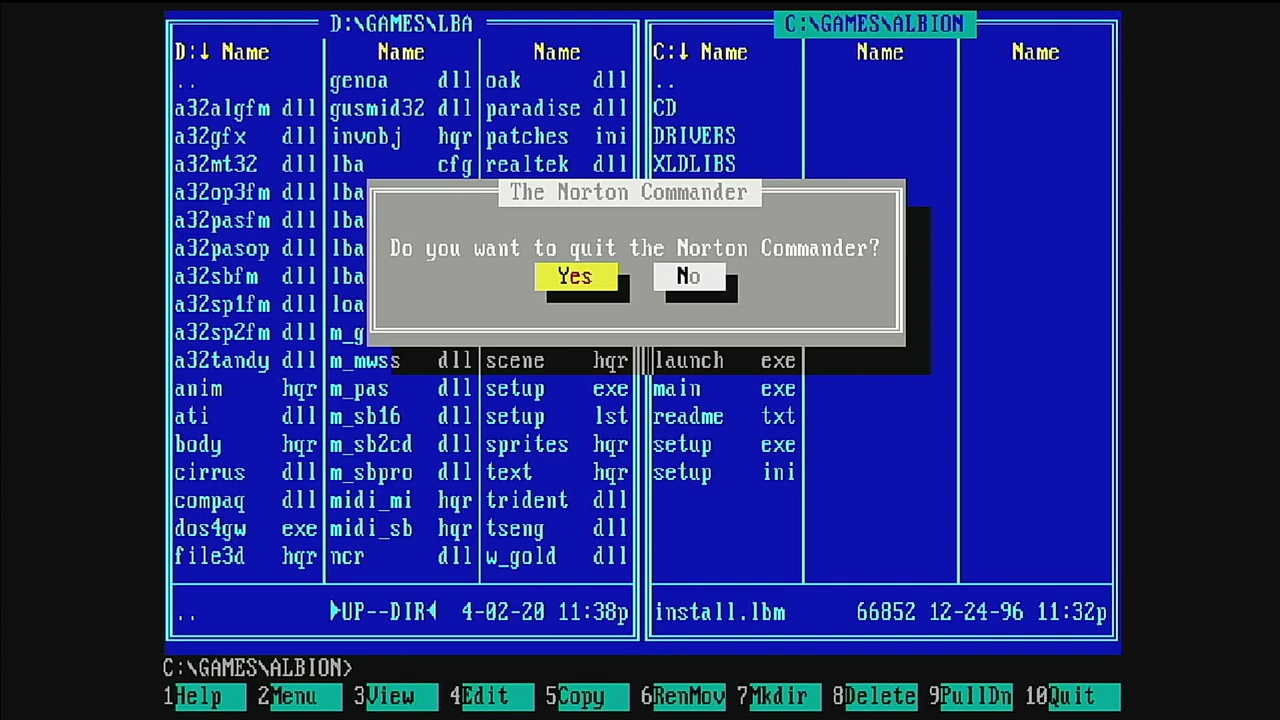 D:\GAMES\LBA C:\GAMES\ALBION
D:↓ Name Name Name C:↓ Name Name Name
.. genoa dll oak dll ..
a32algfm dll gusmid32 dll paradise dll CD
a32gfx dll invobj hqr patches ini DRIVERS
a32mt32 dll lba cfg realtek dll XLDLIBS
a32op3fm dll lba The Norton Commander
a32pasfm dll lba
a32pasop dll lba Do you want to quit the Norton Commander?
a32sbfm dll lba Yes No
a32sp1fm dll loa
a32sp2fm dll m_g
a32tandy dll m_mwss dll scene hqr launch exe
anim hqr m_pas dll setup exe main exe
ati dll m_sb16 dll setup lst readme txt
body hqr m_sb2cd dll sprites hqr setup exe
cirrus dll m_sbpro dll text hqr setup ini
compaq dll midi_mi hqr trident dll
dos4gw exe midi_sb hqr tseng dll
file3d hqr ncr dll w_gold dll
.. ►UP--DIR◄ 4-02-20 11:38p install.lbm 66852 12-24-96 11:32p
C:\GAMES\ALBION>
1Help 2Menu 3View 4Edit 5Copy 6RenMov 7Mkdir 8Delete 9PullDn 10Quit